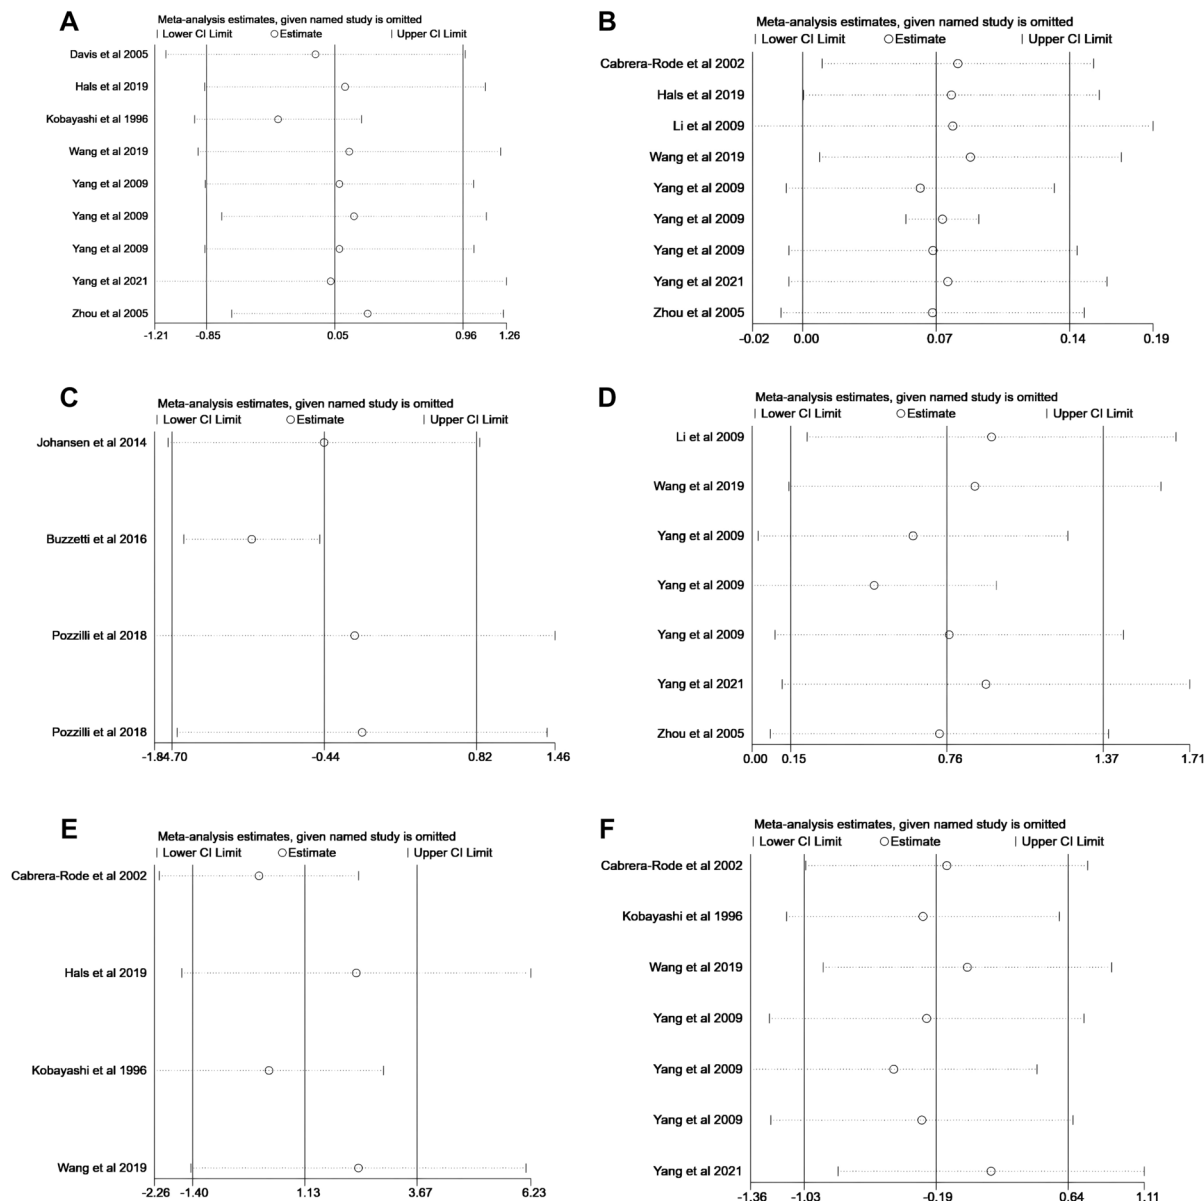 A
Meta-analysis estimates, given named study is omitted
Lower CI Limit Estimate Upper CI Limit
Davis et al 2005
Hals et al 2019
Kobayashi et al 1996
Wang et al 2019
Yang et al 2009
Yang et al 2009
Yang et al 2009
Yang et al 2021
Zhou et al 2005
-1.21 -0.85 0.05 0.96 1.26
B
Meta-analysis estimates, given named study is omitted
Lower CI Limit Estimate Upper CI Limit
Cabrera-Rode et al 2002
Hals et al 2019
Li et al 2009
Wang et al 2019
Yang et al 2009
Yang et al 2009
Yang et al 2009
Yang et al 2021
Zhou et al 2005
-0.02 0.00 0.07 0.14 0.19
C
Meta-analysis estimates, given named study is omitted
Lower CI Limit Estimate Upper CI Limit
Johansen et al 2014
Buzzetti et al 2016
Pozzilli et al 2018
Pozzilli et al 2018
-1.84.70 -0.44 0.82 1.46
D
Meta-analysis estimates, given named study is omitted
Lower CI Limit Estimate Upper CI Limit
Li et al 2009
Wang et al 2019
Yang et al 2009
Yang et al 2009
Yang et al 2009
Yang et al 2021
Zhou et al 2005
0.00 0.15 0.76 1.37 1.71
E
Meta-analysis estimates, given named study is omitted
Lower CI Limit Estimate Upper CI Limit
Cabrera-Rode et al 2002
Hals et al 2019
Kobayashi et al 1996
Wang et al 2019
-2.26 -1.40 1.13 3.67 6.23
F
Meta-analysis estimates, given named study is omitted
Lower CI Limit Estimate Upper CI Limit
Cabrera-Rode et al 2002
Kobayashi et al 1996
Wang et al 2019
Yang et al 2009
Yang et al 2009
Yang et al 2009
Yang et al 2021
-1.36 -1.03 -0.19 0.64 1.11